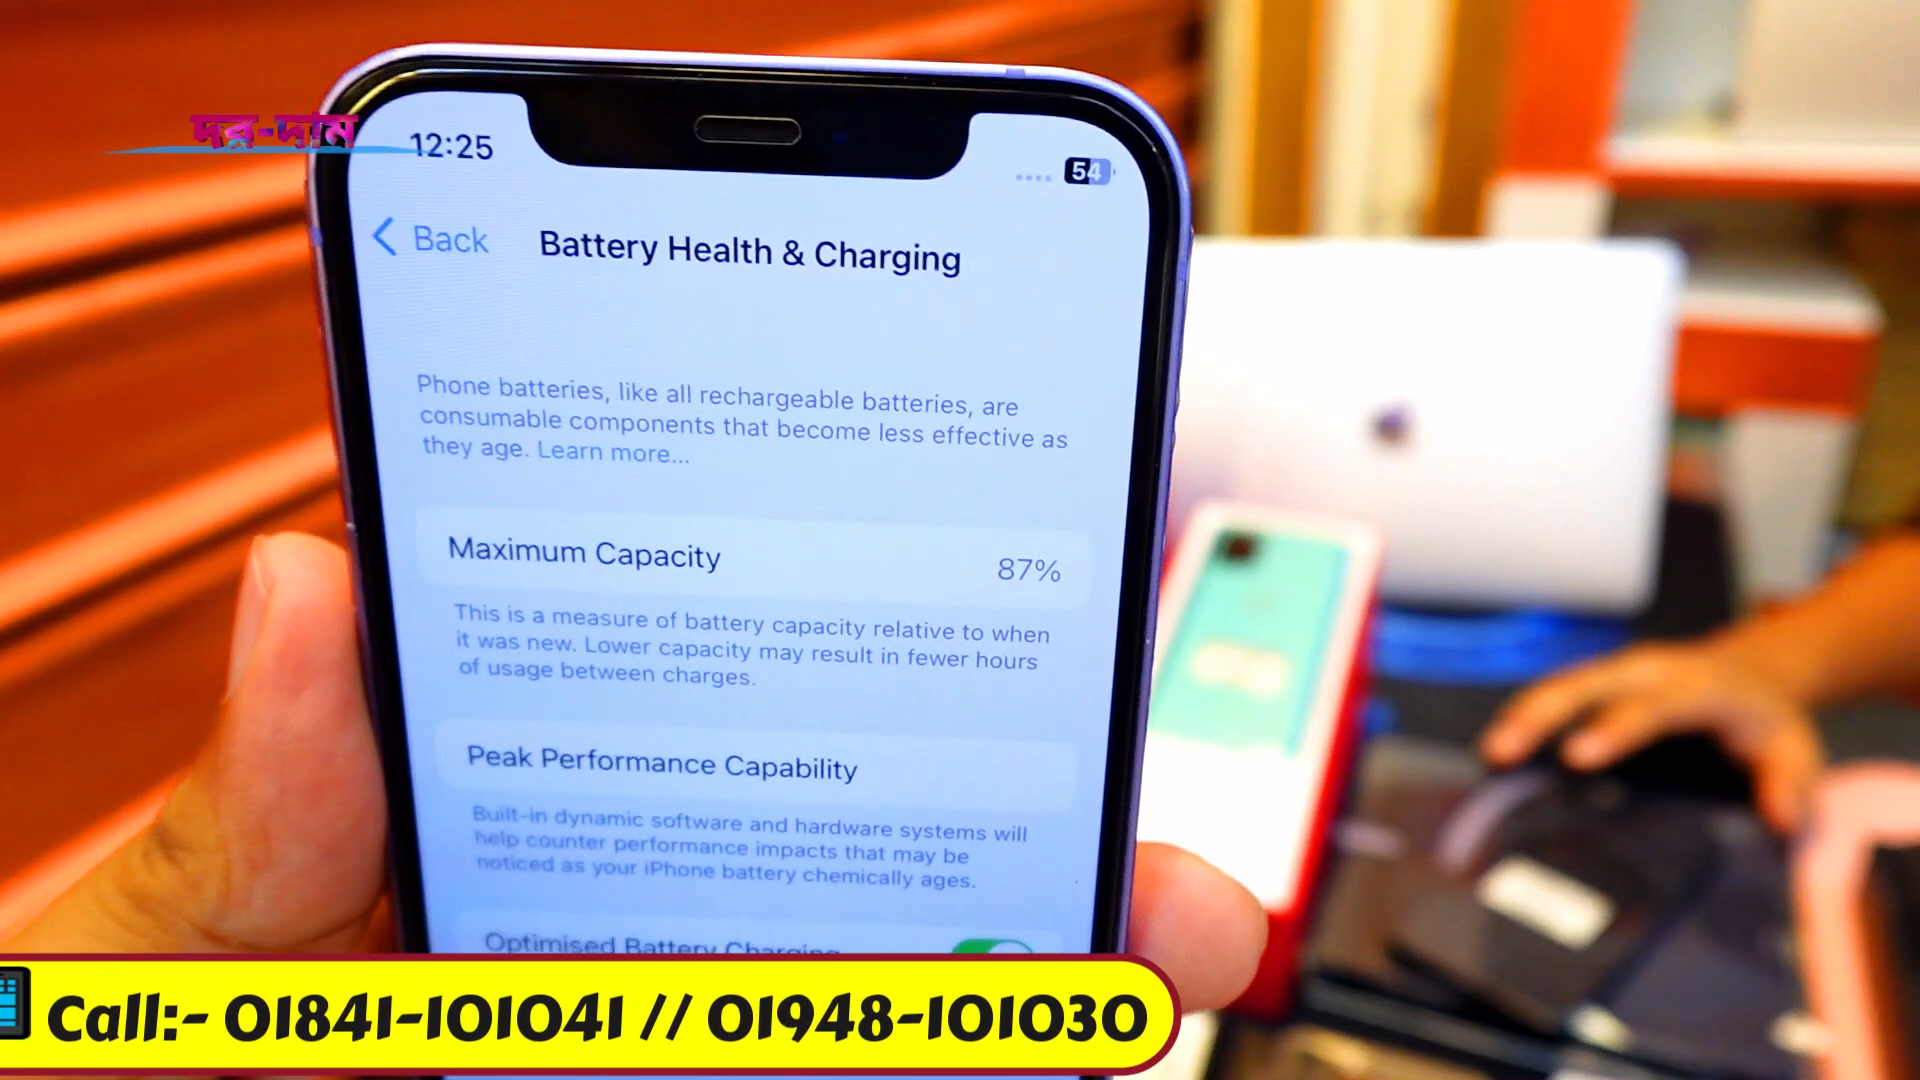 দর-দাম
12:25
54
Back
Battery Health & Charging
Phone batteries, like all rechargeable batteries, are
consumable components that become less effective as
they age. Learn more...
Maximum Capacity 87%
This is a measure of battery capacity relative to when
it was new. Lower capacity may result in fewer hours
of usage between charges.
Peak Performance Capability
Built-in dynamic software and hardware systems will
help counter performance impacts that may be
noticed as your iPhone battery chemically ages.
Optimised Battery Charging
Call:- 01841-101041 // 01948-101030